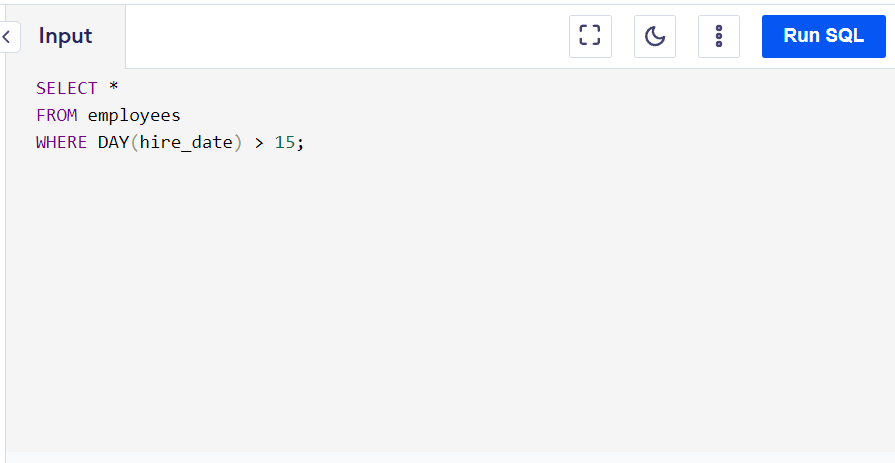 Input
Run SQL
SELECT *
FROM employees
WHERE DAY(hire_date) > 15;